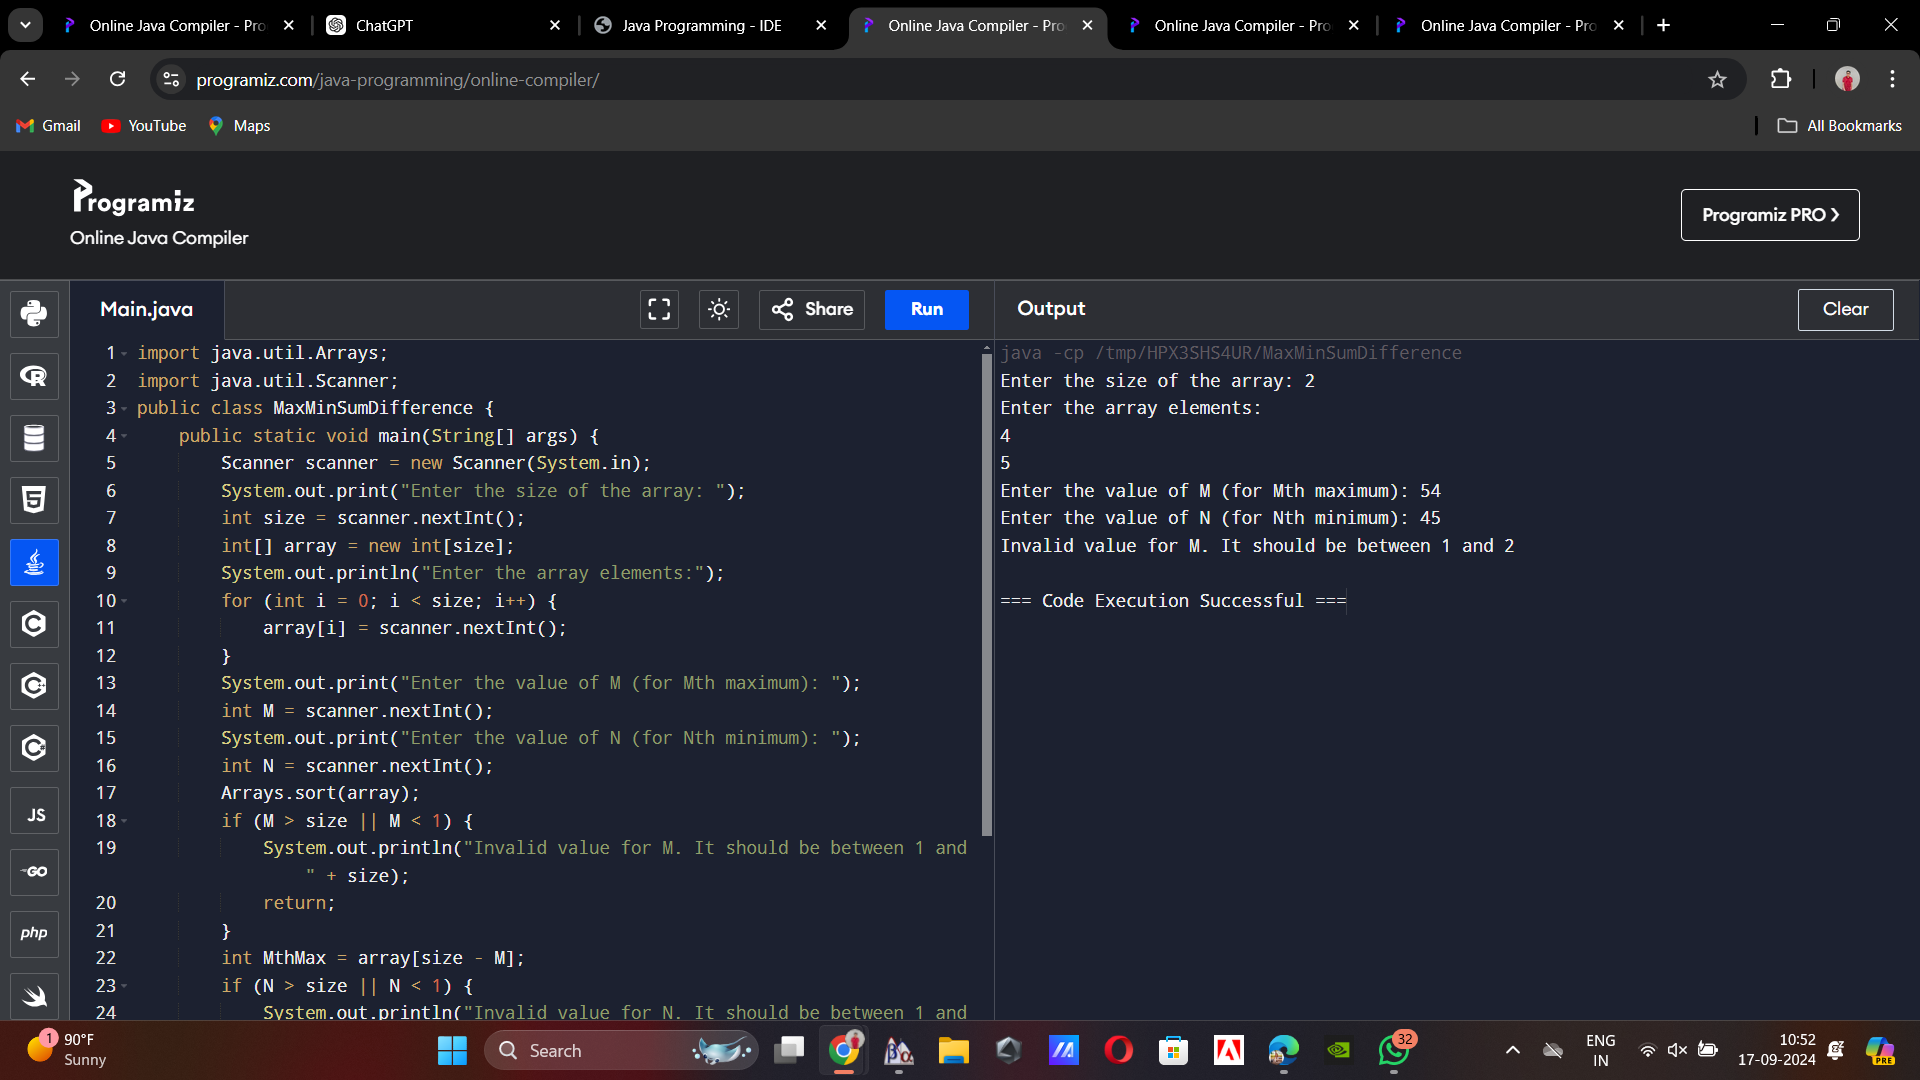 Online Java Compiler - Pro
ChatGPT
Java Programming - IDE
Online Java Compiler - Pro
Online Java Compiler - Pro
Online Java Compiler - Pro
programiz.com/java-programming/online-compiler/
Gmail
YouTube
Maps
All Bookmarks
Programiz
Online Java Compiler
Programiz PRO ❯
Main.java
Share
Run
Output
Clear
1 import java.util.Arrays;
2 import java.util.Scanner;
3 public class MaxMinSumDifference {
4 public static void main(String[] args) {
5 Scanner scanner = new Scanner(System.in);
6 System.out.print("Enter the size of the array: ");
7 int size = scanner.nextInt();
8 int[] array = new int[size];
9 System.out.println("Enter the array elements:");
10 for (int i = 0; i < size; i++) {
11 array[i] = scanner.nextInt();
12 }
13 System.out.print("Enter the value of M (for Mth maximum): ");
14 int M = scanner.nextInt();
15 System.out.print("Enter the value of N (for Nth minimum): ");
16 int N = scanner.nextInt();
17 Arrays.sort(array);
18 if (M > size || M < 1) {
19 System.out.println("Invalid value for M. It should be between 1 and
" + size);
20 return;
21 }
22 int MthMax = array[size - M];
23 if (N > size || N < 1) {
24 System.out.println("Invalid value for N. It should be between 1 and
java -cp /tmp/HPX3SHS4UR/MaxMinSumDifference
Enter the size of the array: 2
Enter the array elements:
4
5
Enter the value of M (for Mth maximum): 54
Enter the value of N (for Nth minimum): 45
Invalid value for M. It should be between 1 and 2
=== Code Execution Successful ===
R
5
C
C
C
JS
GO
php
1
90°F
Sunny
Search
32
ENG
IN
10:52
17-09-2024
PRE